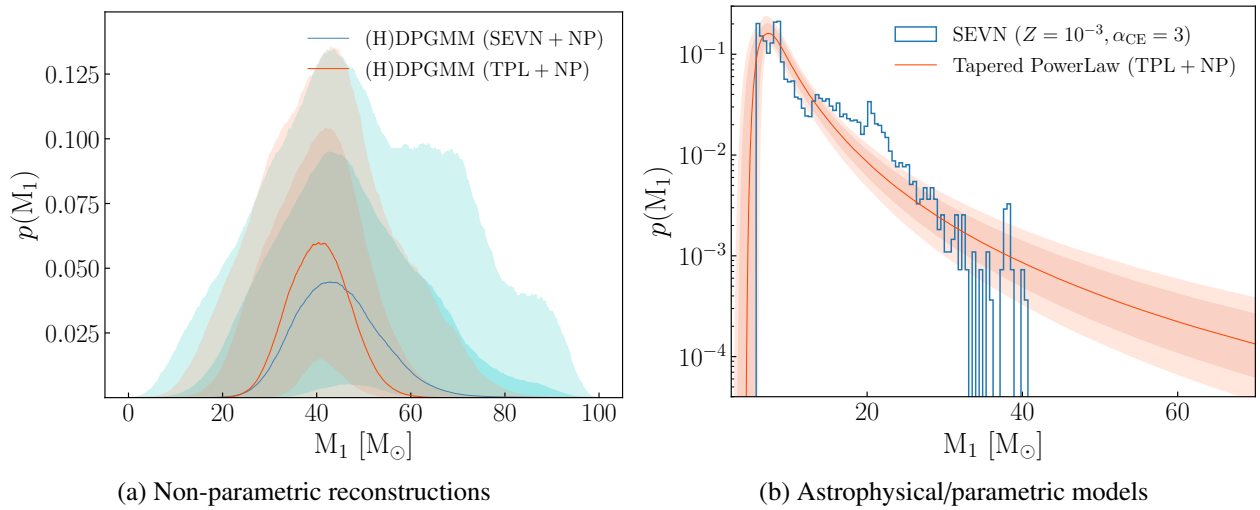 (H)DPGMM (SEVN + NP)
(H)DPGMM (TPL + NP)
0.125
0.100
0.075
0.050
0.025
p(M₁)
0 20 40 60 80 100
M₁ [M⊙]
(a) Non-parametric reconstructions
SEVN (Z = 10⁻³, α_CE = 3)
Tapered PowerLaw (TPL + NP)
10⁻¹
10⁻²
10⁻³
10⁻⁴
p(M₁)
20 40 60
M₁ [M⊙]
(b) Astrophysical/parametric models